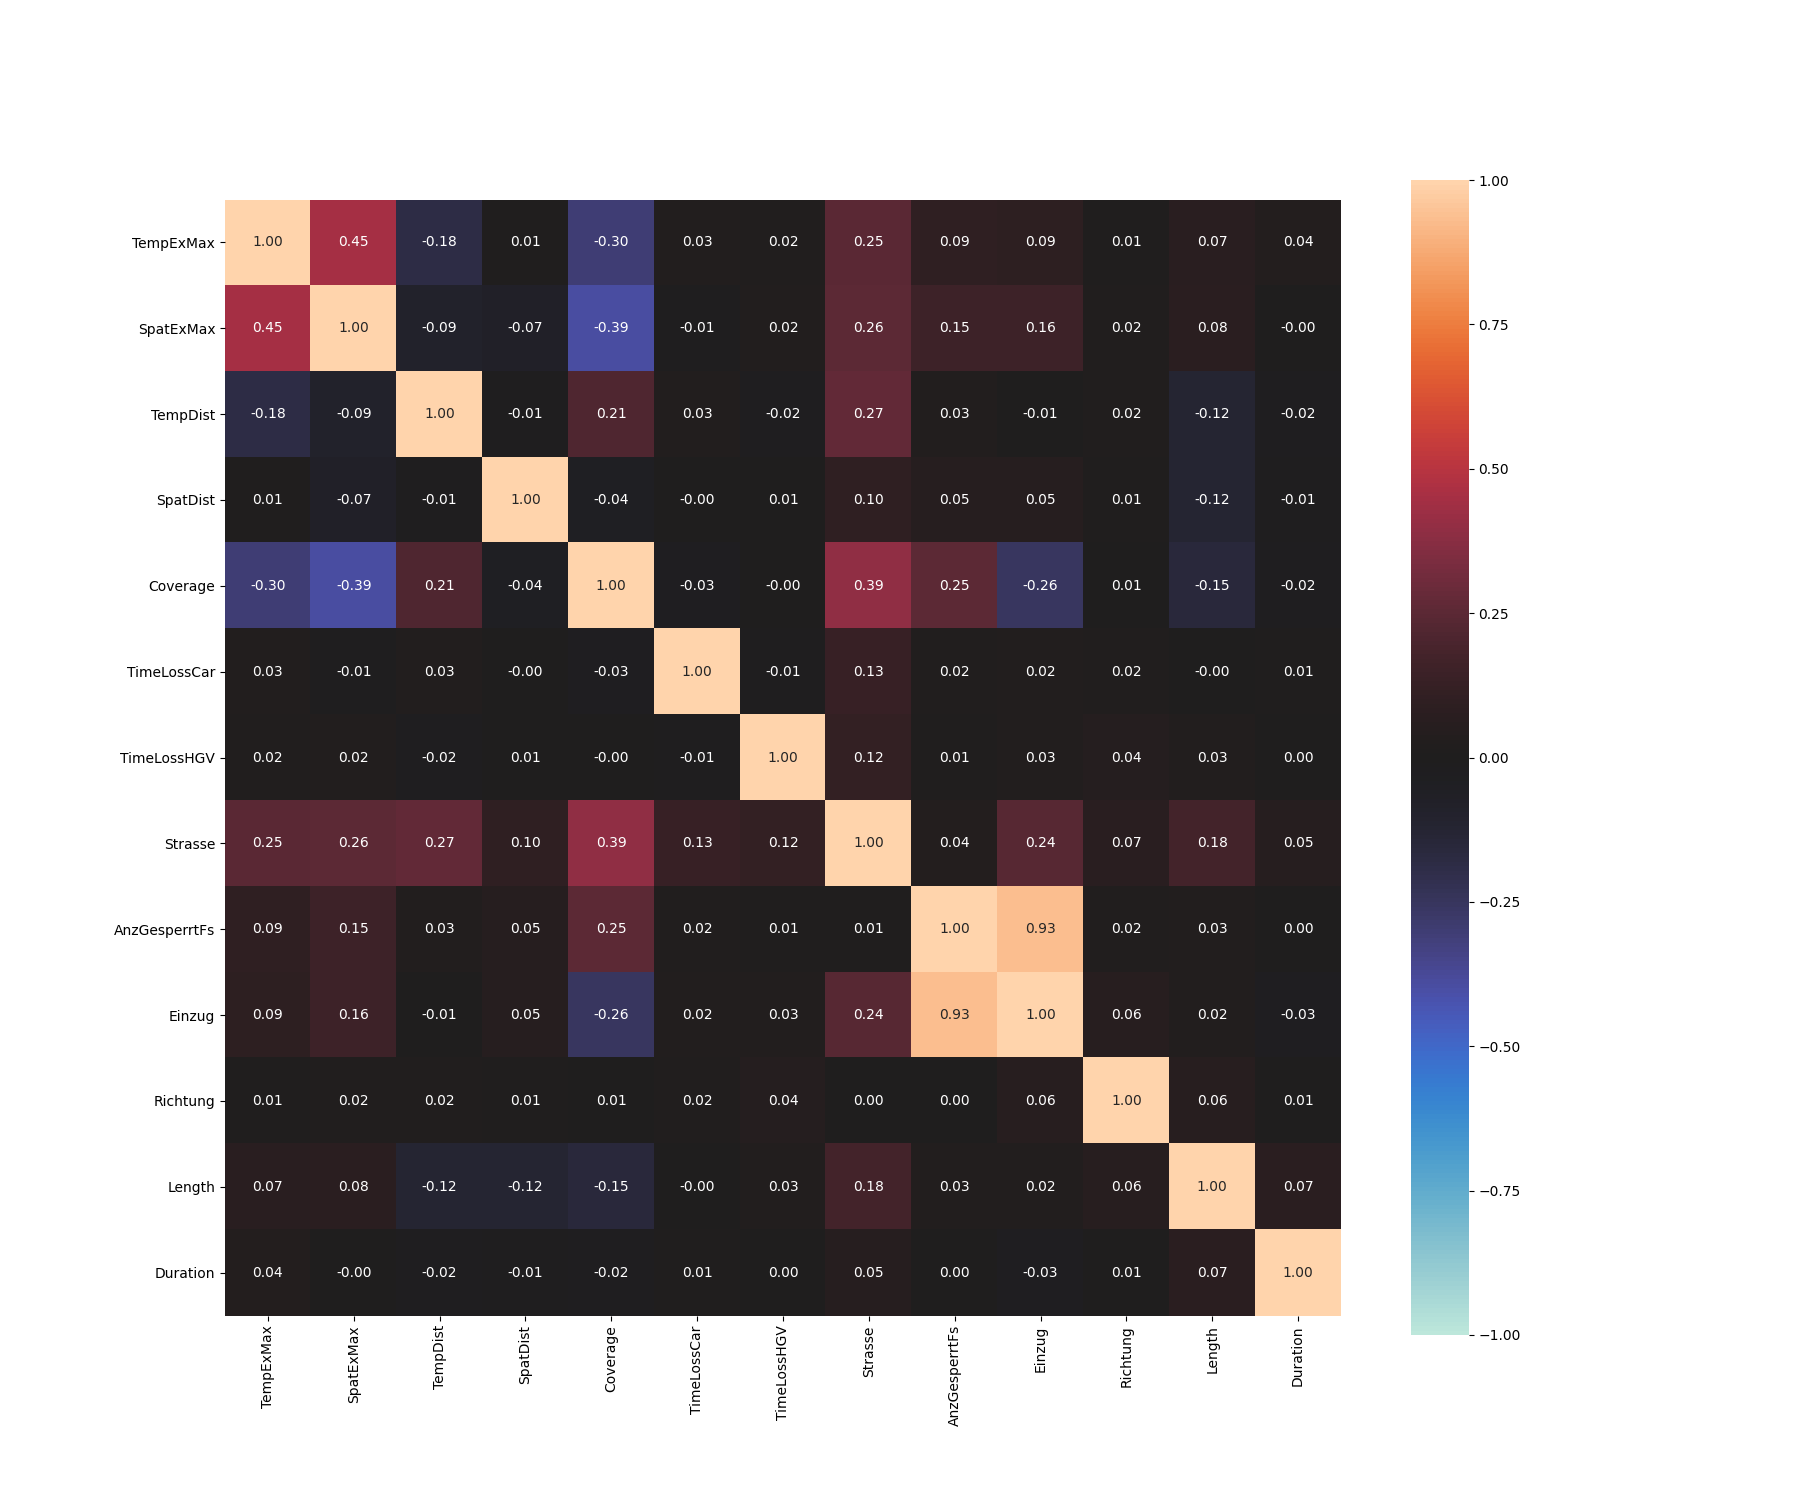 TempExMax 1.00 0.45 -0.18 0.01 -0.30 0.03 0.02 0.25 0.09 0.09 0.01 0.07 0.04
SpatExMax 0.45 1.00 -0.09 -0.07 -0.39 -0.01 0.02 0.26 0.15 0.16 0.02 0.08 -0.00
TempDist -0.18 -0.09 1.00 -0.01 0.21 0.03 -0.02 0.27 0.03 -0.01 0.02 -0.12 -0.02
SpatDist 0.01 -0.07 -0.01 1.00 -0.04 -0.00 0.01 0.10 0.05 0.05 0.01 -0.12 -0.01
Coverage -0.30 -0.39 0.21 -0.04 1.00 -0.03 -0.00 0.39 0.25 -0.26 0.01 -0.15 -0.02
TimeLossCar 0.03 -0.01 0.03 -0.00 -0.03 1.00 -0.01 0.13 0.02 0.02 0.02 -0.00 0.01
TimeLossHGV 0.02 0.02 -0.02 0.01 -0.00 -0.01 1.00 0.12 0.01 0.03 0.04 0.03 0.00
Strasse 0.25 0.26 0.27 0.10 0.39 0.13 0.12 1.00 0.04 0.24 0.07 0.18 0.05
AnzGesperrtFs 0.09 0.15 0.03 0.05 0.25 0.02 0.01 0.01 1.00 0.93 0.02 0.03 0.00
Einzug 0.09 0.16 -0.01 0.05 -0.26 0.02 0.03 0.24 0.93 1.00 0.06 0.02 -0.03
Richtung 0.01 0.02 0.02 0.01 0.01 0.02 0.04 0.00 0.00 0.06 1.00 0.06 0.01
Length 0.07 0.08 -0.12 -0.12 -0.15 -0.00 0.03 0.18 0.03 0.02 0.06 1.00 0.07
Duration 0.04 -0.00 -0.02 -0.01 -0.02 0.01 0.00 0.05 0.00 -0.03 0.01 0.07 1.00
TempExMax
SpatExMax
TempDist
SpatDist
Coverage
TimeLossCar
TimeLossHGV
Strasse
AnzGesperrtFs
Einzug
Richtung
Length
Duration
1.00
0.75
0.50
0.25
0.00
−0.25
−0.50
−0.75
−1.00